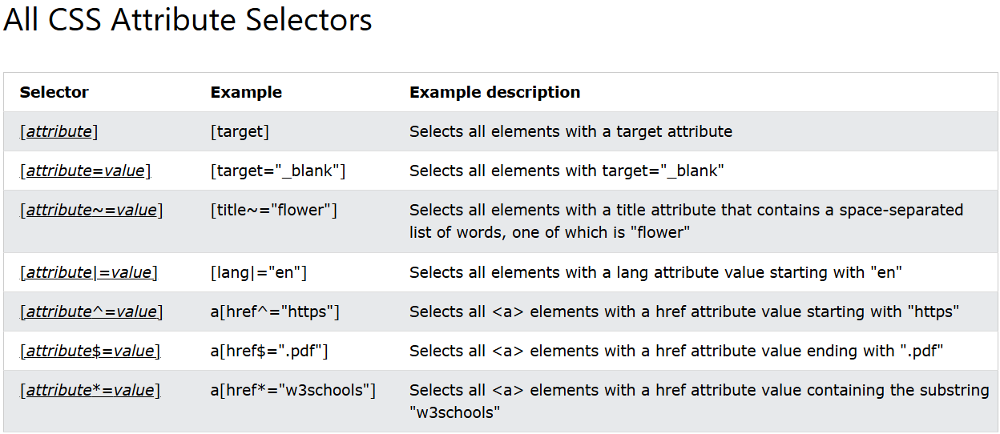 All CSS Attribute Selectors
Selector Example Example description
[attribute] [target] Selects all elements with a target attribute
[attribute=value] [target="_blank"] Selects all elements with target="_blank"
[attribute~=value] [title~="flower"] Selects all elements with a title attribute that contains a space-separated
list of words, one of which is "flower"
[attribute|=value] [lang|="en"] Selects all elements with a lang attribute value starting with "en"
[attribute^=value] a[href^="https"] Selects all <a> elements with a href attribute value starting with "https"
[attribute$=value] a[href$=".pdf"] Selects all <a> elements with a href attribute value ending with ".pdf"
[attribute*=value] a[href*="w3schools"] Selects all <a> elements with a href attribute value containing the substring
"w3schools"